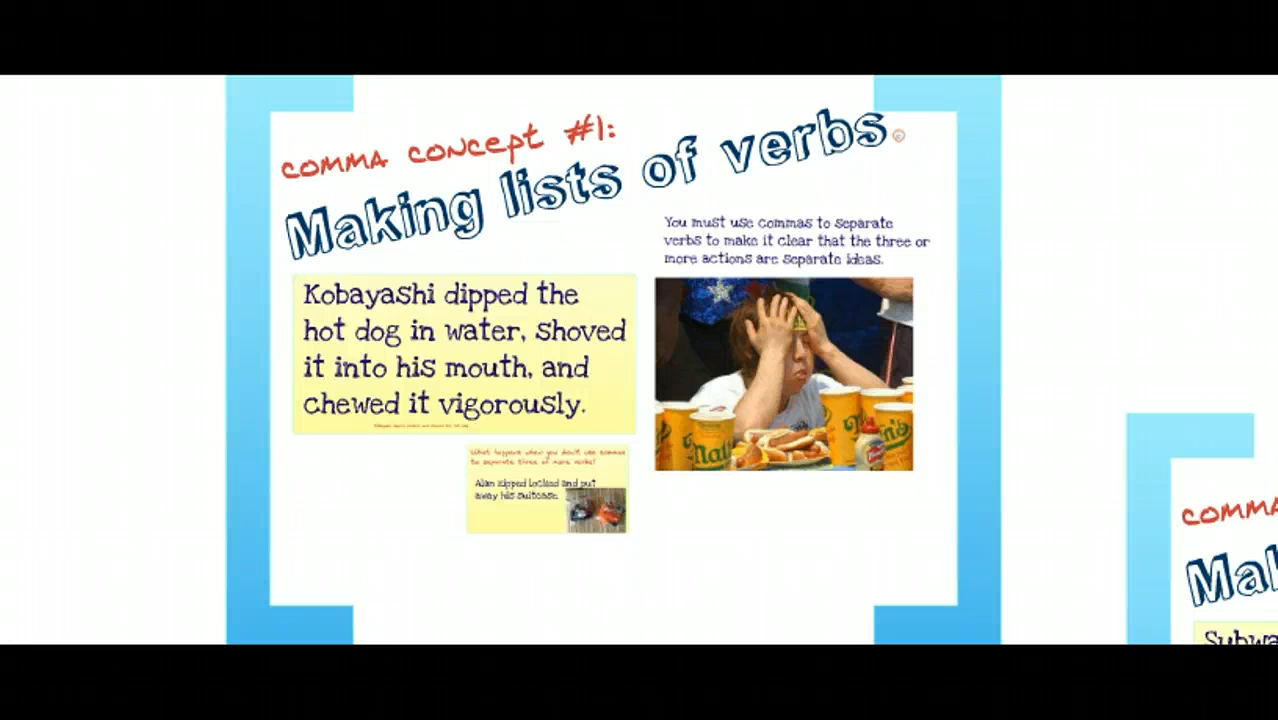 COMMA CONCEPT #1:
Making lists of verbs
You must use commas to separate
verbs to make it clear that the three or
more actions are separate ideas.
Kobayashi dipped the
hot dog in water, shoved
it into his mouth, and
chewed it vigorously.
What happens when you don't use commas
to separate three or more verbs?
Alan zipped locked and put
away his suitcase.
COMMA
Mak
Subwa